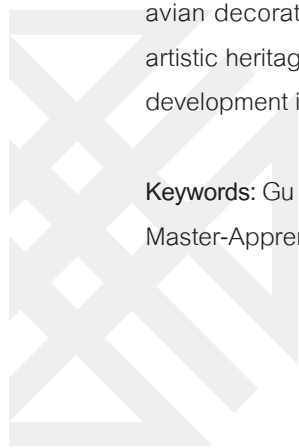 avian decorat
artistic heritag
development i
Keywords: Gu
Master-Appren